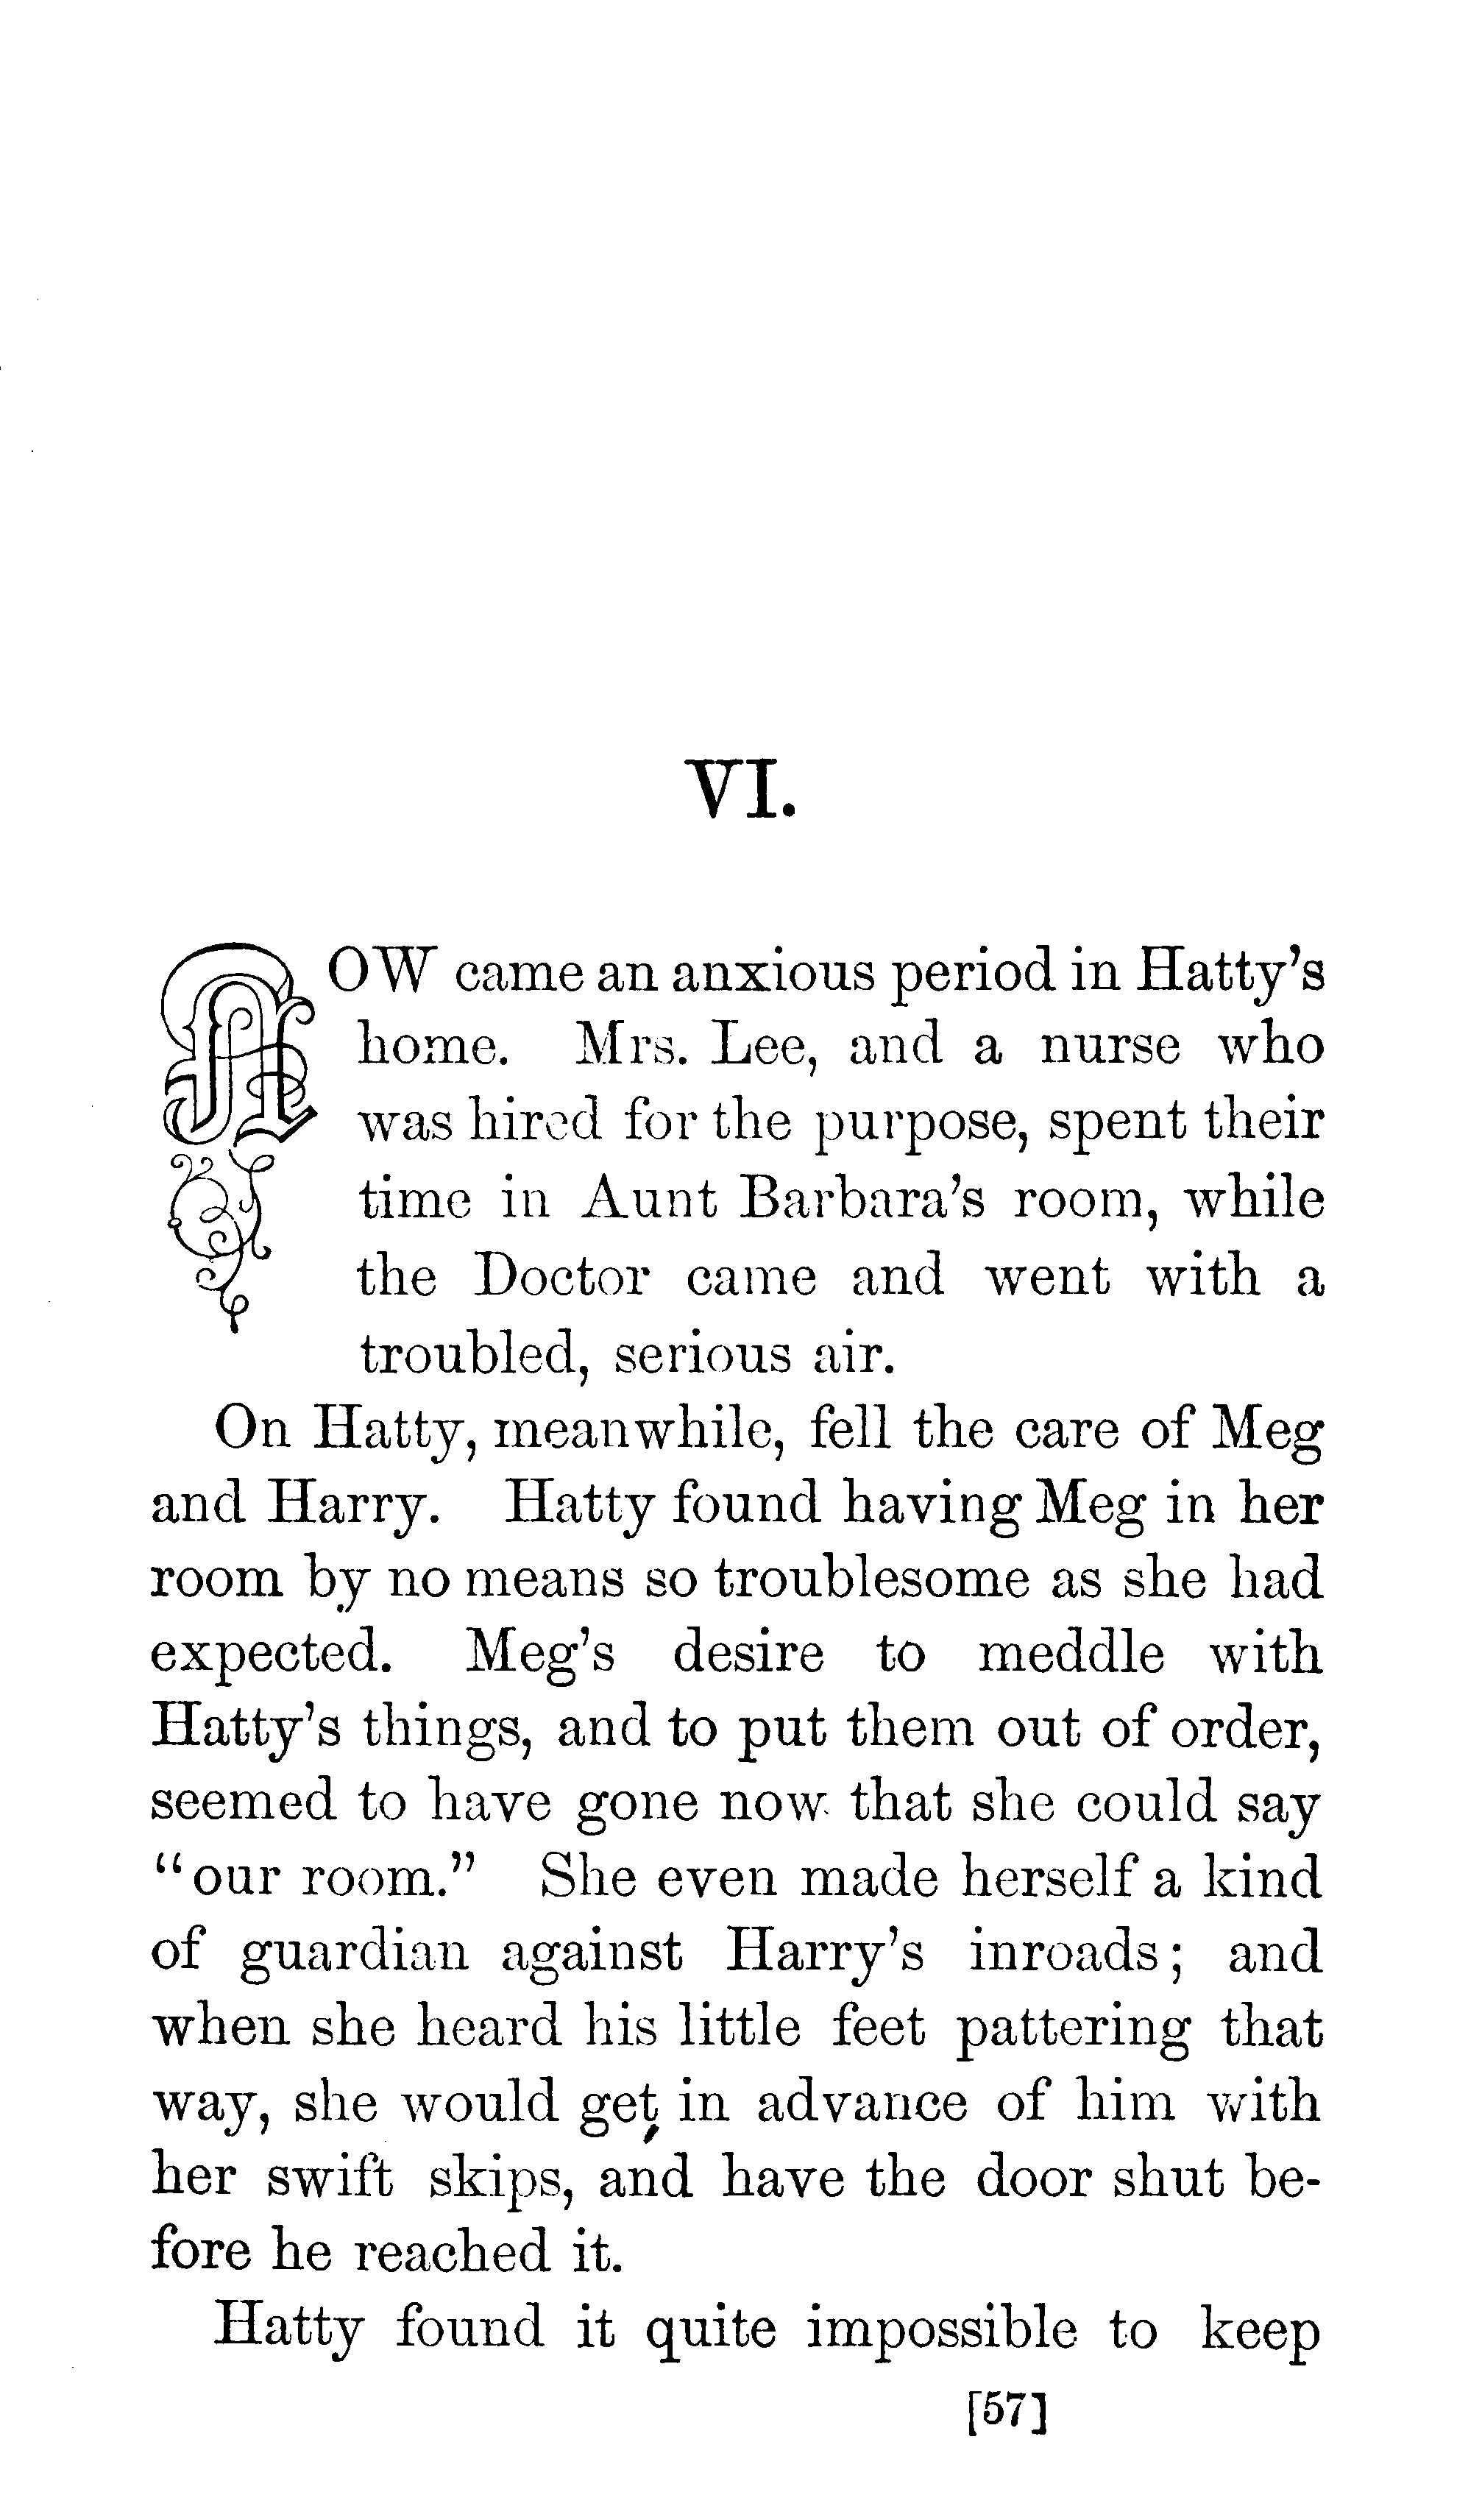 VI.
NOW came an anxious period in Hatty's
home. Mrs. Lee, and a nurse who
was hired for the purpose, spent their
time in Aunt Barbara's room, while
the Doctor came and went with a
troubled, serious air.
On Hatty, meanwhile, fell the care of Meg
and Harry. Hatty found having Meg in her
room by no means so troublesome as she had
expected. Meg's desire to meddle with
Hatty's things, and to put them out of order,
seemed to have gone now that she could say
"our room." She even made herself a kind
of guardian against Harry's inroads; and
when she heard his little feet pattering that
way, she would get in advance of him with
her swift skips, and have the door shut be-
fore he reached it.
Hatty found it quite impossible to keep
[57]